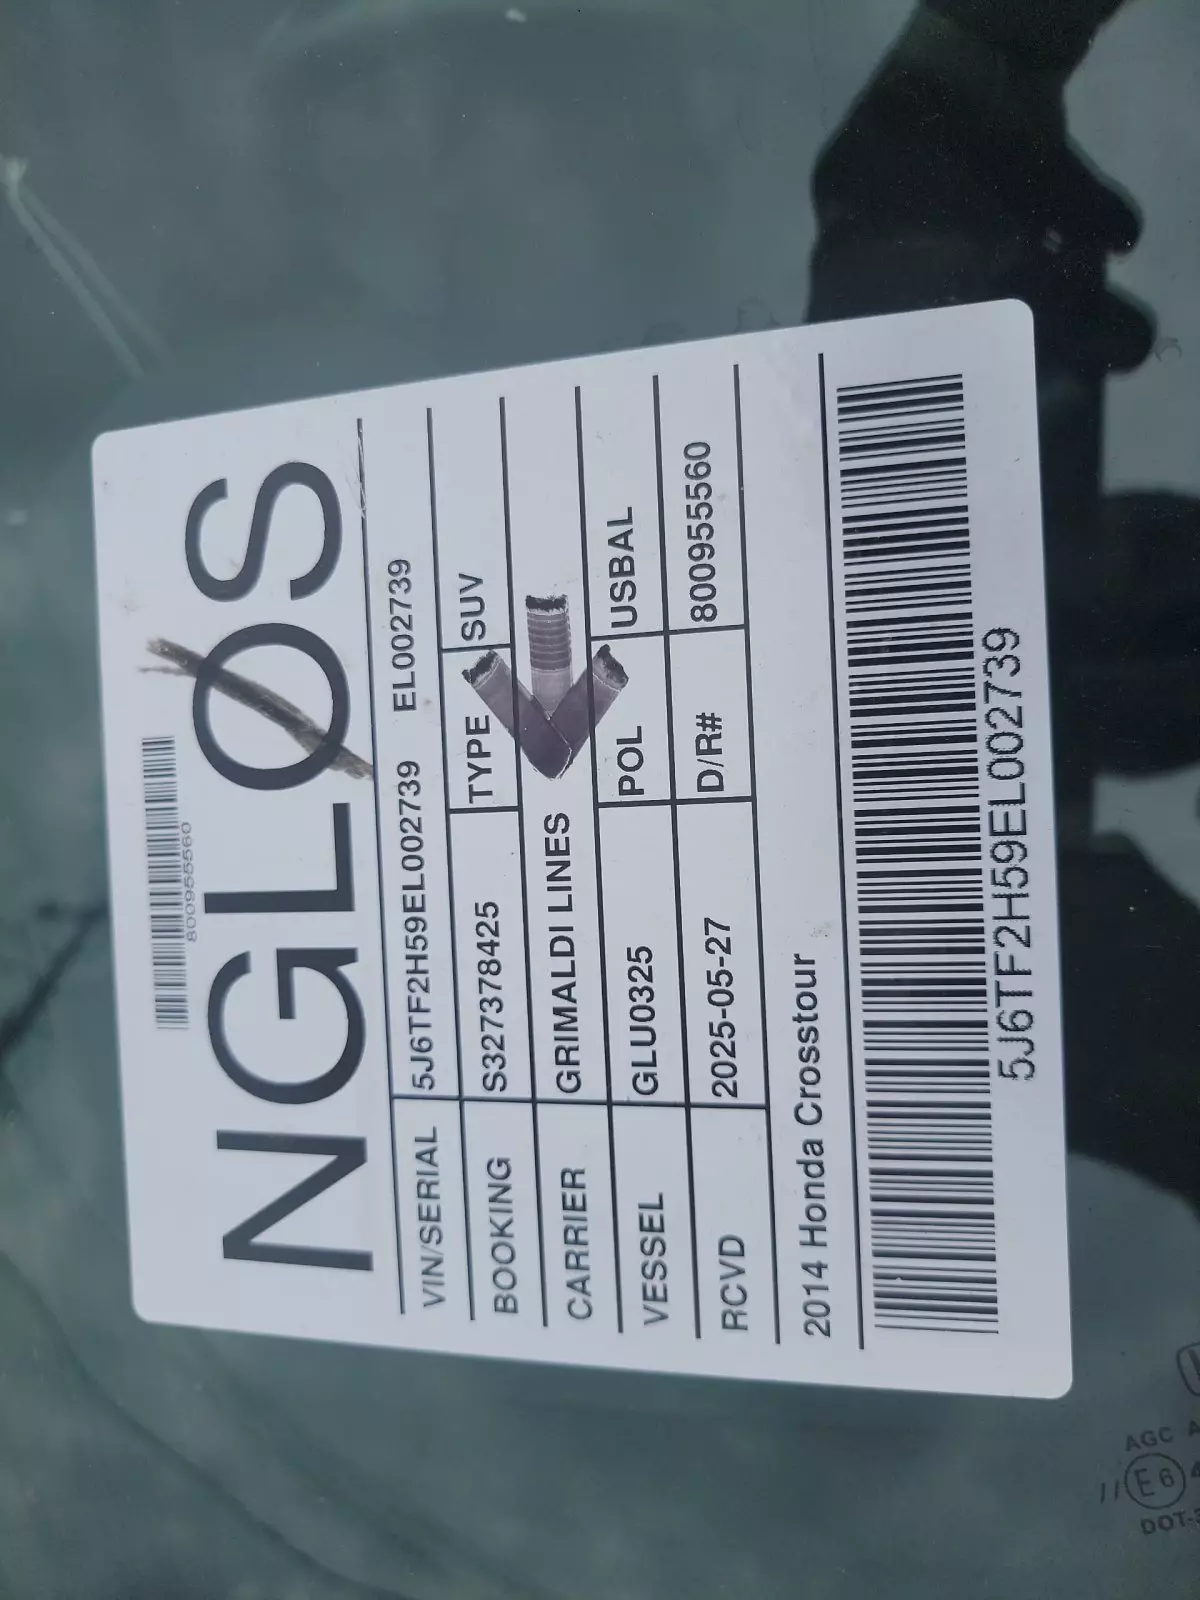 800955560
NGLOS
VIN/SERIAL 5J6TF2H59EL002739 EL002739
BOOKING S327378425 TYPE SUV
CARRIER GRIMALDI LINES
VESSEL GLU0325 POL USBAL
RCVD 2025-05-27 D/R# 800955560
2014 Honda Crosstour
5J6TF2H59EL002739
AGC
E6
DOT-